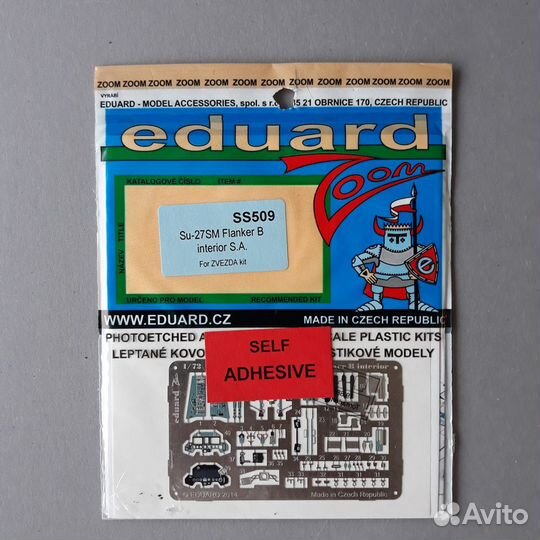 ZOOM ZOOM ZOOM ZOOM ZOOM ZOOM ZOOM ZOOM ZOOM ZOOM ZOOM ZOOM ZOOM
VYRÁBÍ
EDUARD - MODEL ACCESSORIES, spol. s r.o. 21 OBRNICE 170, CZECH REPUBLIC
eduard
Zoom
KATALOGOVÉ ČÍSLO ITEM #
SS509
Su-27SM Flanker B
interior S.A.
For ZVEZDA kit
NÁZEV TITLE
e
URČENO PRO MODEL RECOMMENDED KIT
WWW.EDUARD.CZ MADE IN CZECH REPUBLIC
PHOTOETCHED PLASTIC KITS
LEPTANÉ MODELY
SELF
ADHESIVE
eduard
1/72
B interior
© EDUARD 2014
Made in Czech Republic
Avito